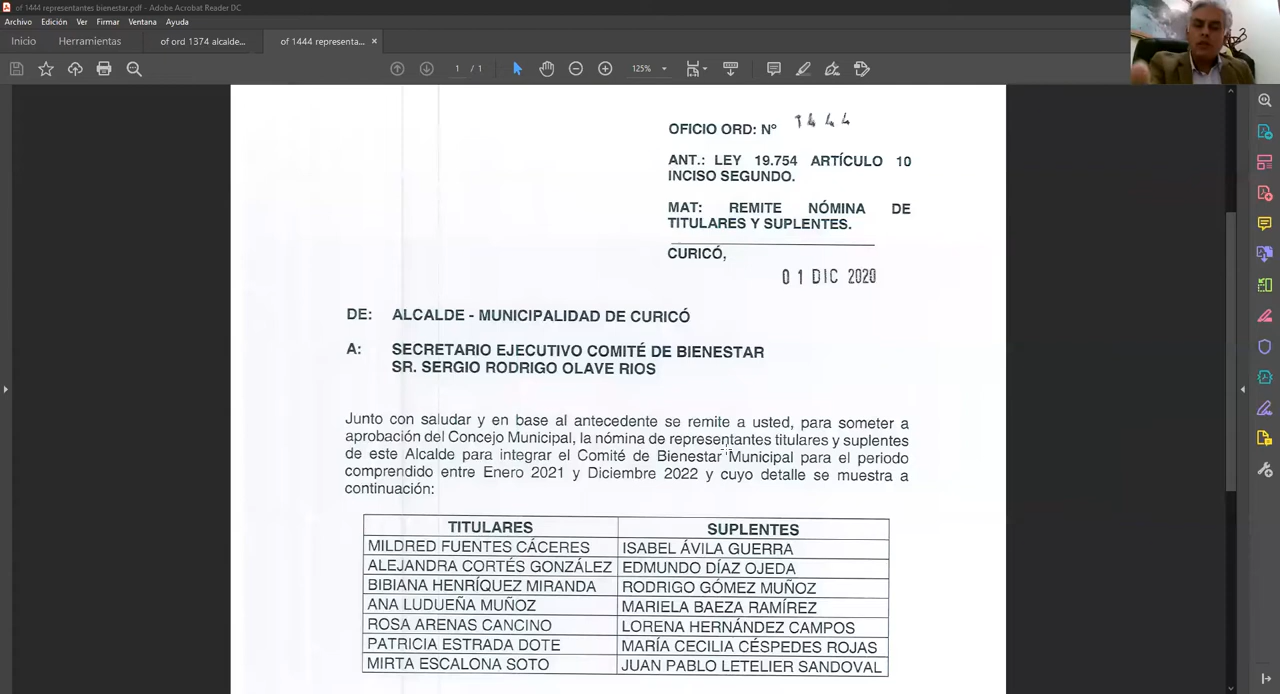 of 1444 representantes bienestar.pdf - Adobe Acrobat Reader DC
Archivo Edición Ver Firmar Ventana Ayuda
Inicio Herramientas of ord 1374 alcalde... of 1444 representa... ×
1 / 1 125%
OFICIO ORD: Nº 1444
ANT.: LEY 19.754 ARTÍCULO 10
INCISO SEGUNDO.
MAT: REMITE NÓMINA DE
TITULARES Y SUPLENTES.
CURICÓ,
01 DIC 2020
DE: ALCALDE - MUNICIPALIDAD DE CURICÓ
A: SECRETARIO EJECUTIVO COMITÉ DE BIENESTAR
SR. SERGIO RODRIGO OLAVE RIOS
Junto con saludar y en base al antecedente se remite a usted, para someter a
aprobación del Concejo Municipal, la nómina de representantes titulares y suplentes
de este Alcalde para integrar el Comité de Bienestar Municipal para el periodo
comprendido entre Enero 2021 y Diciembre 2022 y cuyo detalle se muestra a
continuación:
TITULARES SUPLENTES
MILDRED FUENTES CÁCERES ISABEL ÁVILA GUERRA
ALEJANDRA CORTÉS GONZÁLEZ EDMUNDO DÍAZ OJEDA
BIBIANA HENRÍQUEZ MIRANDA RODRIGO GÓMEZ MUÑOZ
ANA LUDUEÑA MUÑOZ MARIELA BAEZA RAMÍREZ
ROSA ARENAS CANCINO LORENA HERNÁNDEZ CAMPOS
PATRICIA ESTRADA DOTE MARÍA CECILIA CÉSPEDES ROJAS
MIRTA ESCALONA SOTO JUAN PABLO LETELIER SANDOVAL